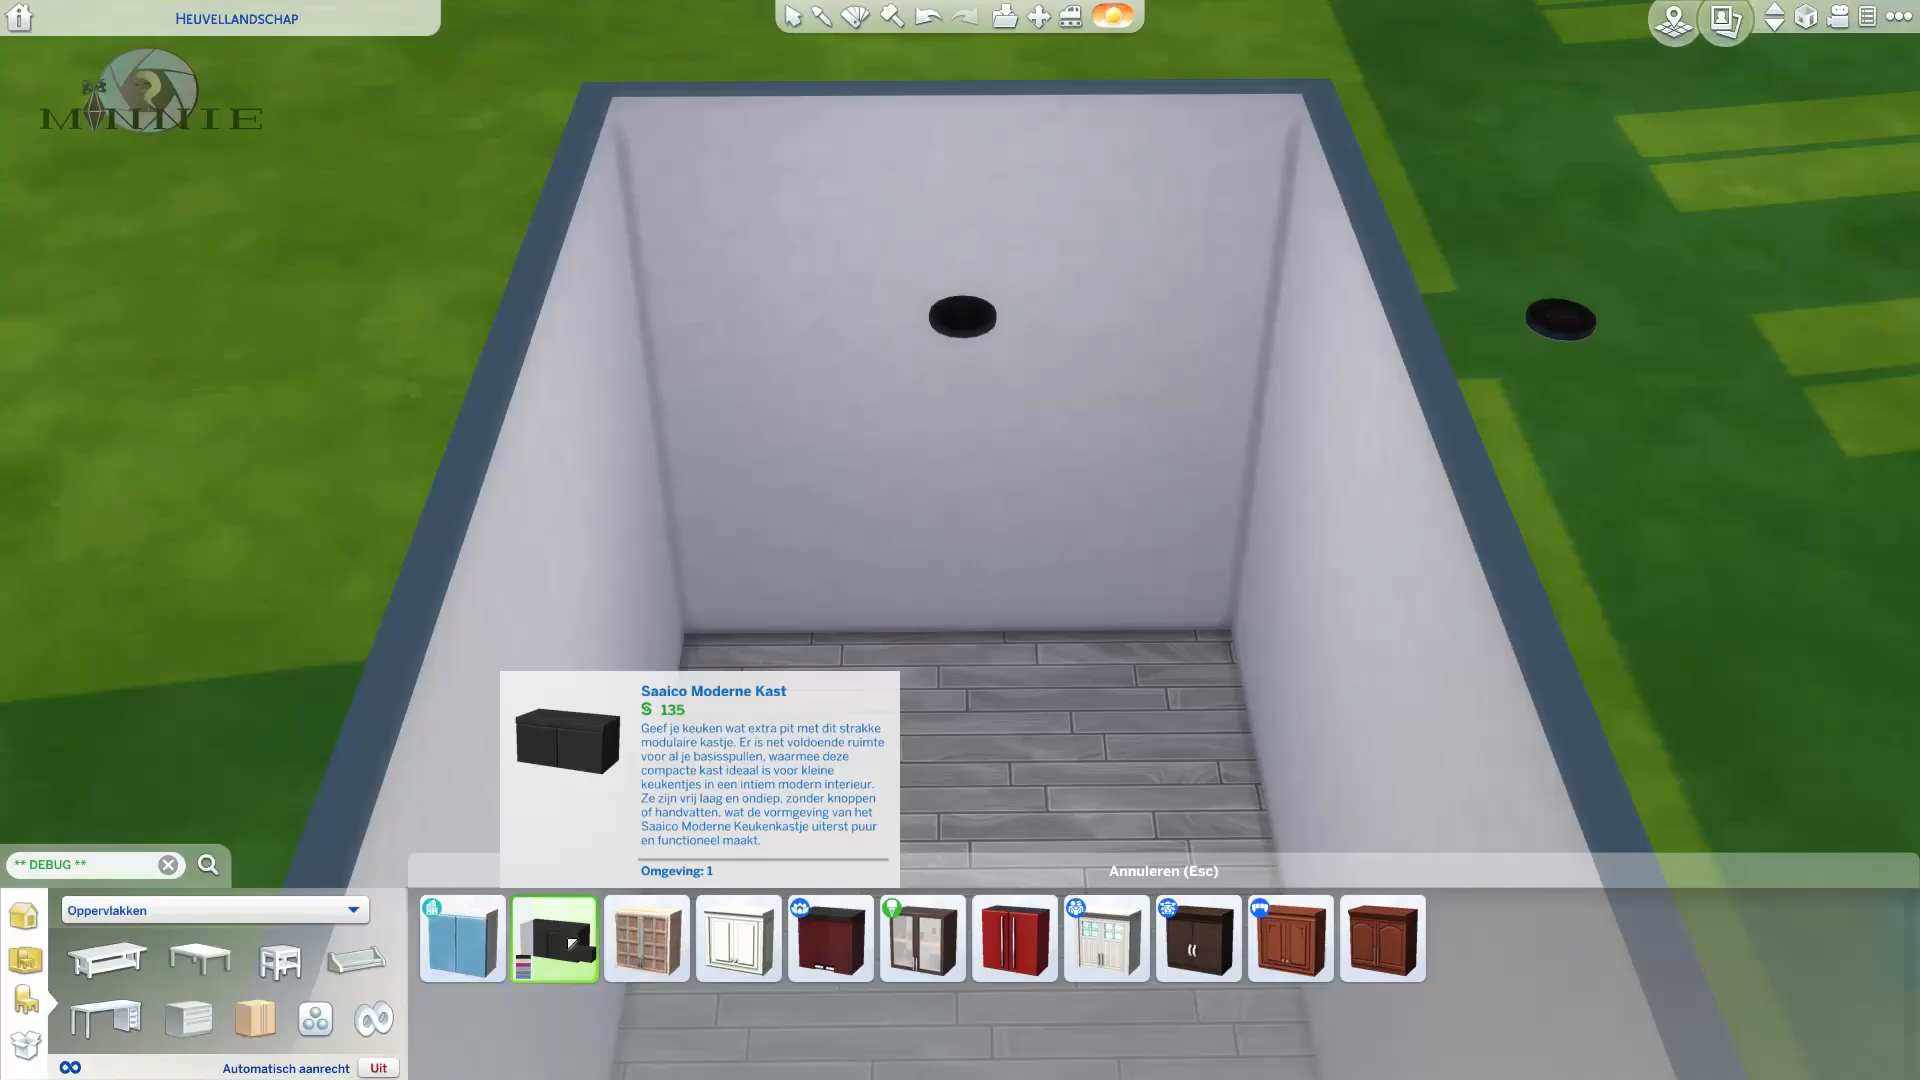 Heuvellandschap
MINNIE
Saaico Moderne Kast
§ 135
Geef je keuken wat extra pit met dit strakke
modulaire kastje. Er is net voldoende ruimte
voor al je basisspullen, waarmee deze
compacte kast ideaal is voor kleine
keukentjes in een intiem modern interieur.
Ze zijn vrij laag en ondiep, zonder knoppen
of handvatten, wat de vormgeving van het
Saaico Moderne Keukenkastje uiterst puur
en functioneel maakt.
Omgeving: 1
** DEBUG **
Annuleren (Esc)
Oppervlakken
Automatisch aanrecht
Uit